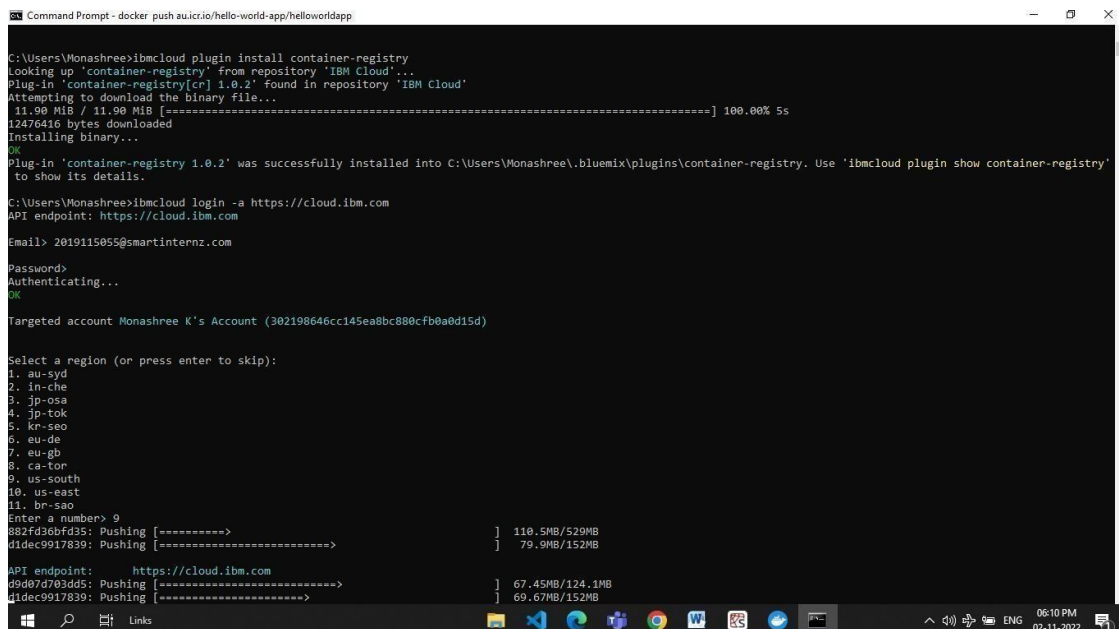 Command Prompt - docker push au.icr.io/hello-world-app/helloworldapp
C:\Users\Monashree>ibmcloud plugin install container-registry
Looking up 'container-registry' from repository 'IBM Cloud'...
Plug-in 'container-registry[cr] 1.0.2' found in repository 'IBM Cloud'
Attempting to download the binary file...
11.90 MiB / 11.90 MiB [==================================================================================] 100.00% 5s
12476416 bytes downloaded
Installing binary...
OK
Plug-in 'container-registry 1.0.2' was successfully installed into C:\Users\Monashree\.bluemix\plugins\container-registry. Use 'ibmcloud plugin show container-registry'
to show its details.
C:\Users\Monashree>ibmcloud login -a https://cloud.ibm.com
API endpoint: https://cloud.ibm.com
Email> 2019115055@smartinternz.com
Password>
Authenticating...
OK
Targeted account Monashree K's Account (302198646cc145ea8bc880cfb0a0d15d)
Select a region (or press enter to skip):
1. au-syd
2. in-che
3. jp-osa
4. jp-tok
5. kr-seo
6. eu-de
7. eu-gb
8. ca-tor
9. us-south
10. us-east
11. br-sao
Enter a number> 9
882fd36bfd35: Pushing [==========>                                        ] 110.5MB/529MB
d1dec9917839: Pushing [==========================>                        ] 79.9MB/152MB
API endpoint: https://cloud.ibm.com
d9d07d703dd5: Pushing [===========================>                       ] 67.45MB/124.1MB
d1dec9917839: Pushing [======================>                            ] 69.67MB/152MB
Links
ENG
06:10 PM
02-11-2022